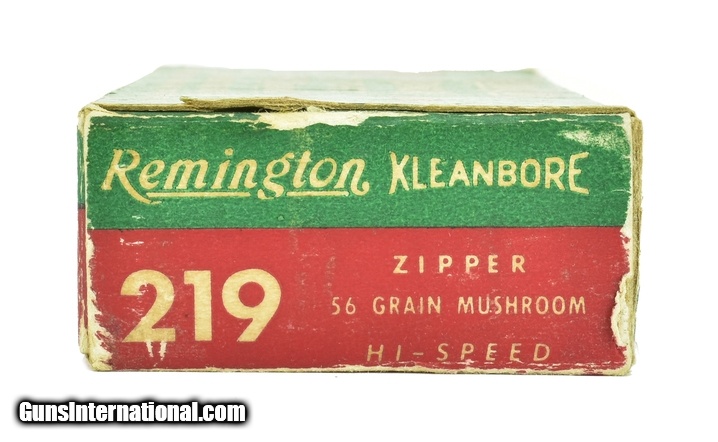 Remington KLEANBORE
219
ZIPPER
56 GRAIN MUSHROOM
HI-SPEED
GunsInternational.com